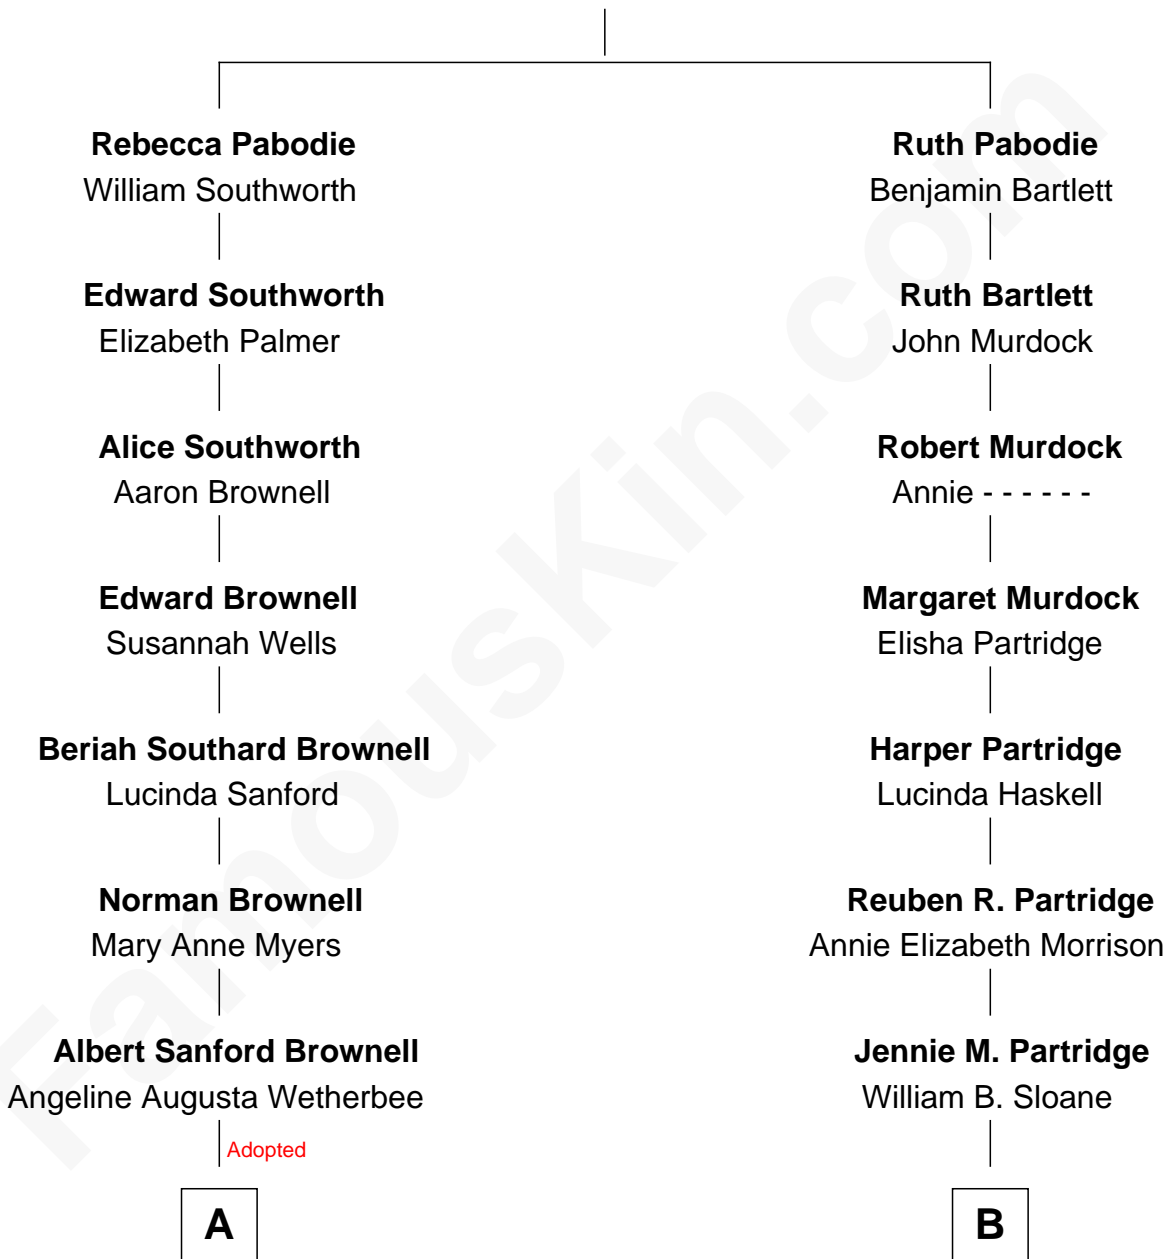 Rebecca Pabodie
William Southworth
Ruth Pabodie
Benjamin Bartlett
Edward Southworth
Elizabeth Palmer
Ruth Bartlett
John Murdock
Alice Southworth
Aaron Brownell
Robert Murdock
Annie - - - - - -
Edward Brownell
Susannah Wells
Margaret Murdock
Elisha Partridge
Beriah Southard Brownell
Lucinda Sanford
Harper Partridge
Lucinda Haskell
Norman Brownell
Mary Anne Myers
Reuben R. Partridge
Annie Elizabeth Morrison
Albert Sanford Brownell
Angeline Augusta Wetherbee
Jennie M. Partridge
William B. Sloane
Adopted
A
B
FamousKin.com